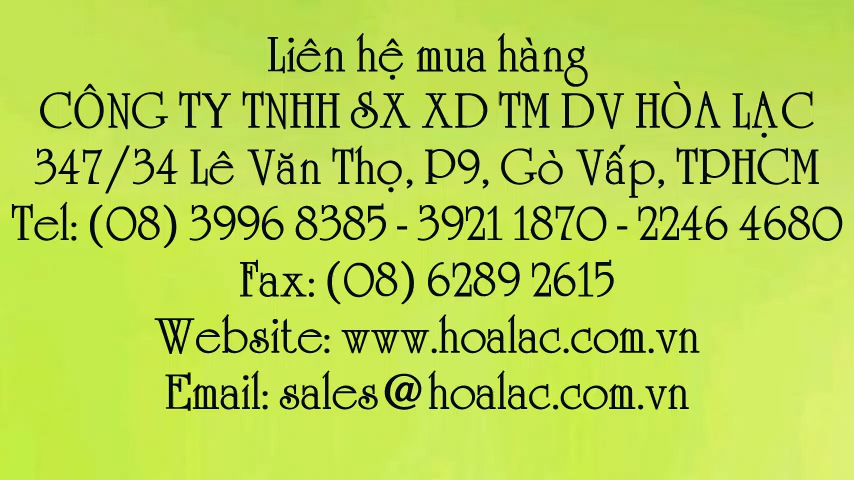 Liên hệ mua hàng
CÔNG TY TNHH SX XD TM DV HÒA LẠC
347/34 Lê Văn Thọ, P9, Gò Vấp, TPHCM
Tel: (08) 3996 8385 - 3921 1870 - 2246 4680
Fax: (08) 6289 2615
Website: www.hoalac.com.vn
Email: sales@hoalac.com.vn